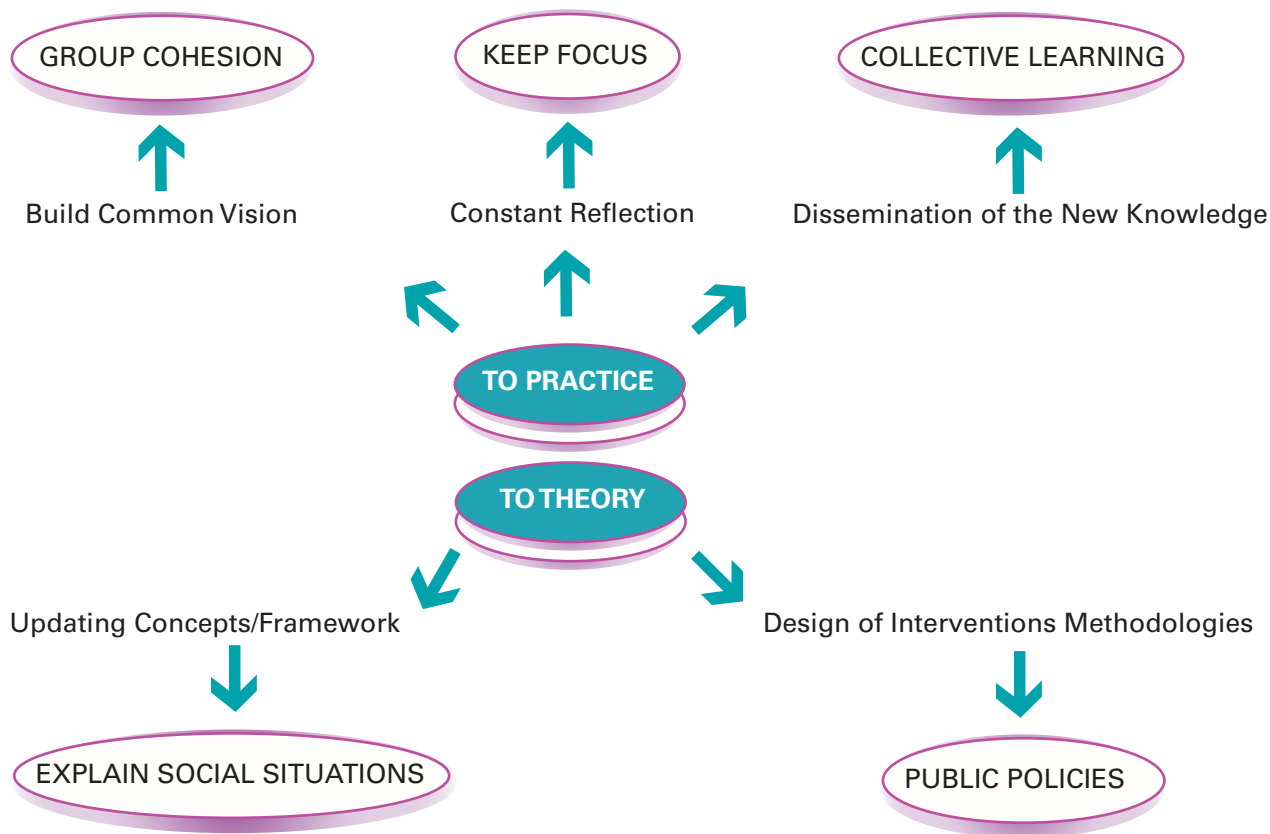 GROUP COHESION
KEEP FOCUS
COLLECTIVE LEARNING
Build Common Vision
Constant Reflection
Dissemination of the New Knowledge
TO PRACTICE
TO THEORY
Updating Concepts/Framework
Design of Interventions Methodologies
EXPLAIN SOCIAL SITUATIONS
PUBLIC POLICIES